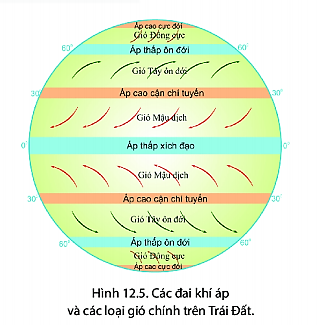 Áp cao cực đới
Gió Đông cực
60° 60°
Áp thấp ôn đới
Gió Tây ôn đới
30 30°
Áp cao cận chí tuyến
Gió Mậu dịch
0 0°
Áp thấp xích đạo
Gió Mậu dịch
30 30°
Áp cao cận chí tuyến
Gió Tây ôn đới
60° 60°
Áp thấp ôn đới
Gió Đông cực
Áp cao cực đới
Hình 12.5. Các đai khí áp
và các loại gió chính trên Trái Đất.